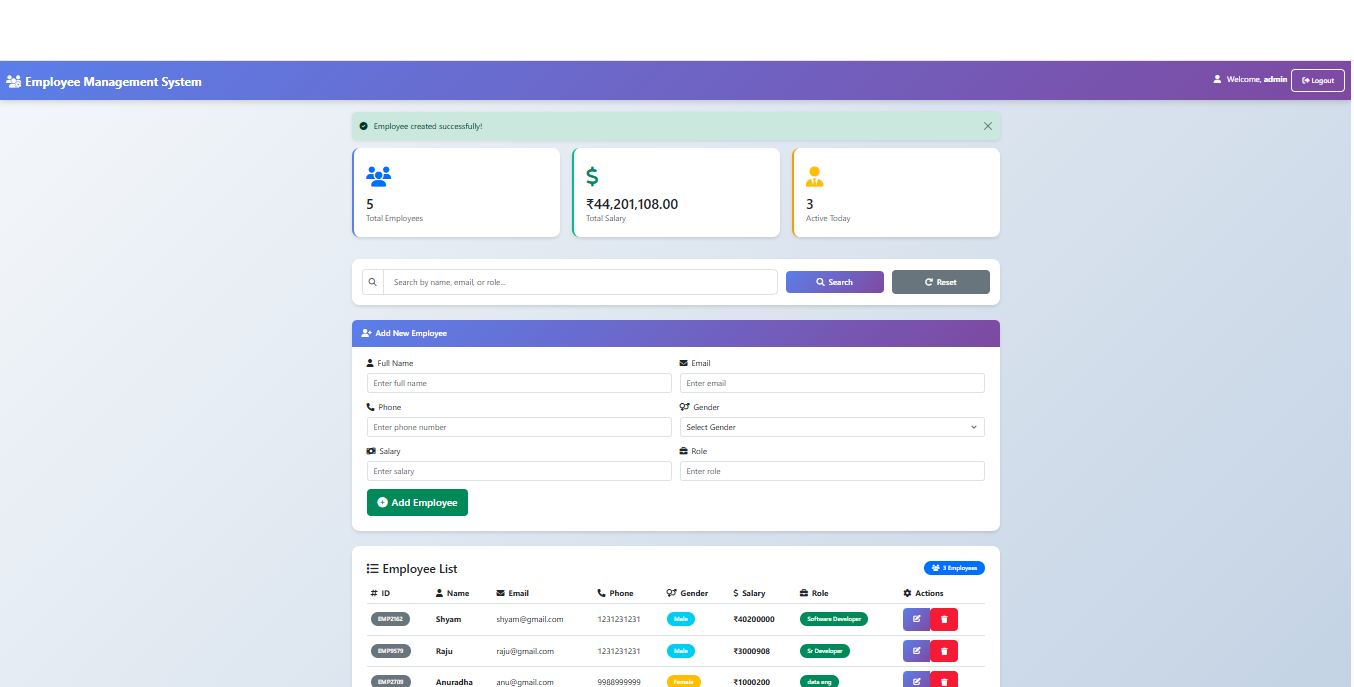 Employee Management System
Welcome, admin Logout
Employee created successfully!
5
Total Employees
$
₹44,201,108.00
Total Salary
3
Active Today
Search by name, email, or role...
Search
Reset
Add New Employee
Full Name
Enter full name
Email
Enter email
Phone
Enter phone number
Gender
Select Gender
Salary
Enter salary
Role
Enter role
Add Employee
Employee List
3 Employees
# ID Name Email Phone Gender $ Salary Role Actions
EMP2162 Shyam shyam@gmail.com 1231231231 Male ₹40200000 Software Developer
EMP9579 Raju raju@gmail.com 1231231231 Male ₹3000908 Sr Developer
EMP2709 Anuradha anu@gmail.com 9988999999 Female ₹1000200 data eng